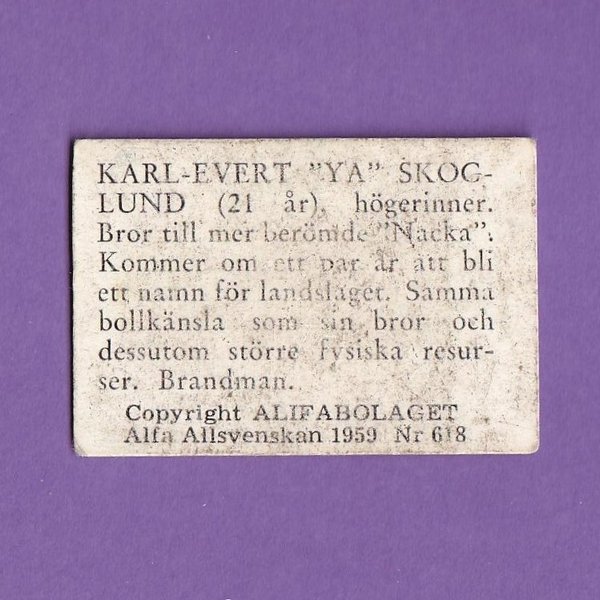 KARL-EVERT ”YA” SKOG-
LUND (21 år), högerinner.
Bror till mer berömde ”Nacka”.
Kommer om ett par år att bli
ett namn för landslaget. Samma
bollkänsla som sin bror och
dessutom större fysiska resur-
ser. Brandman.
Copyright ALIFABOLAGET
Alfa Allsvenskan 1959 Nr 618